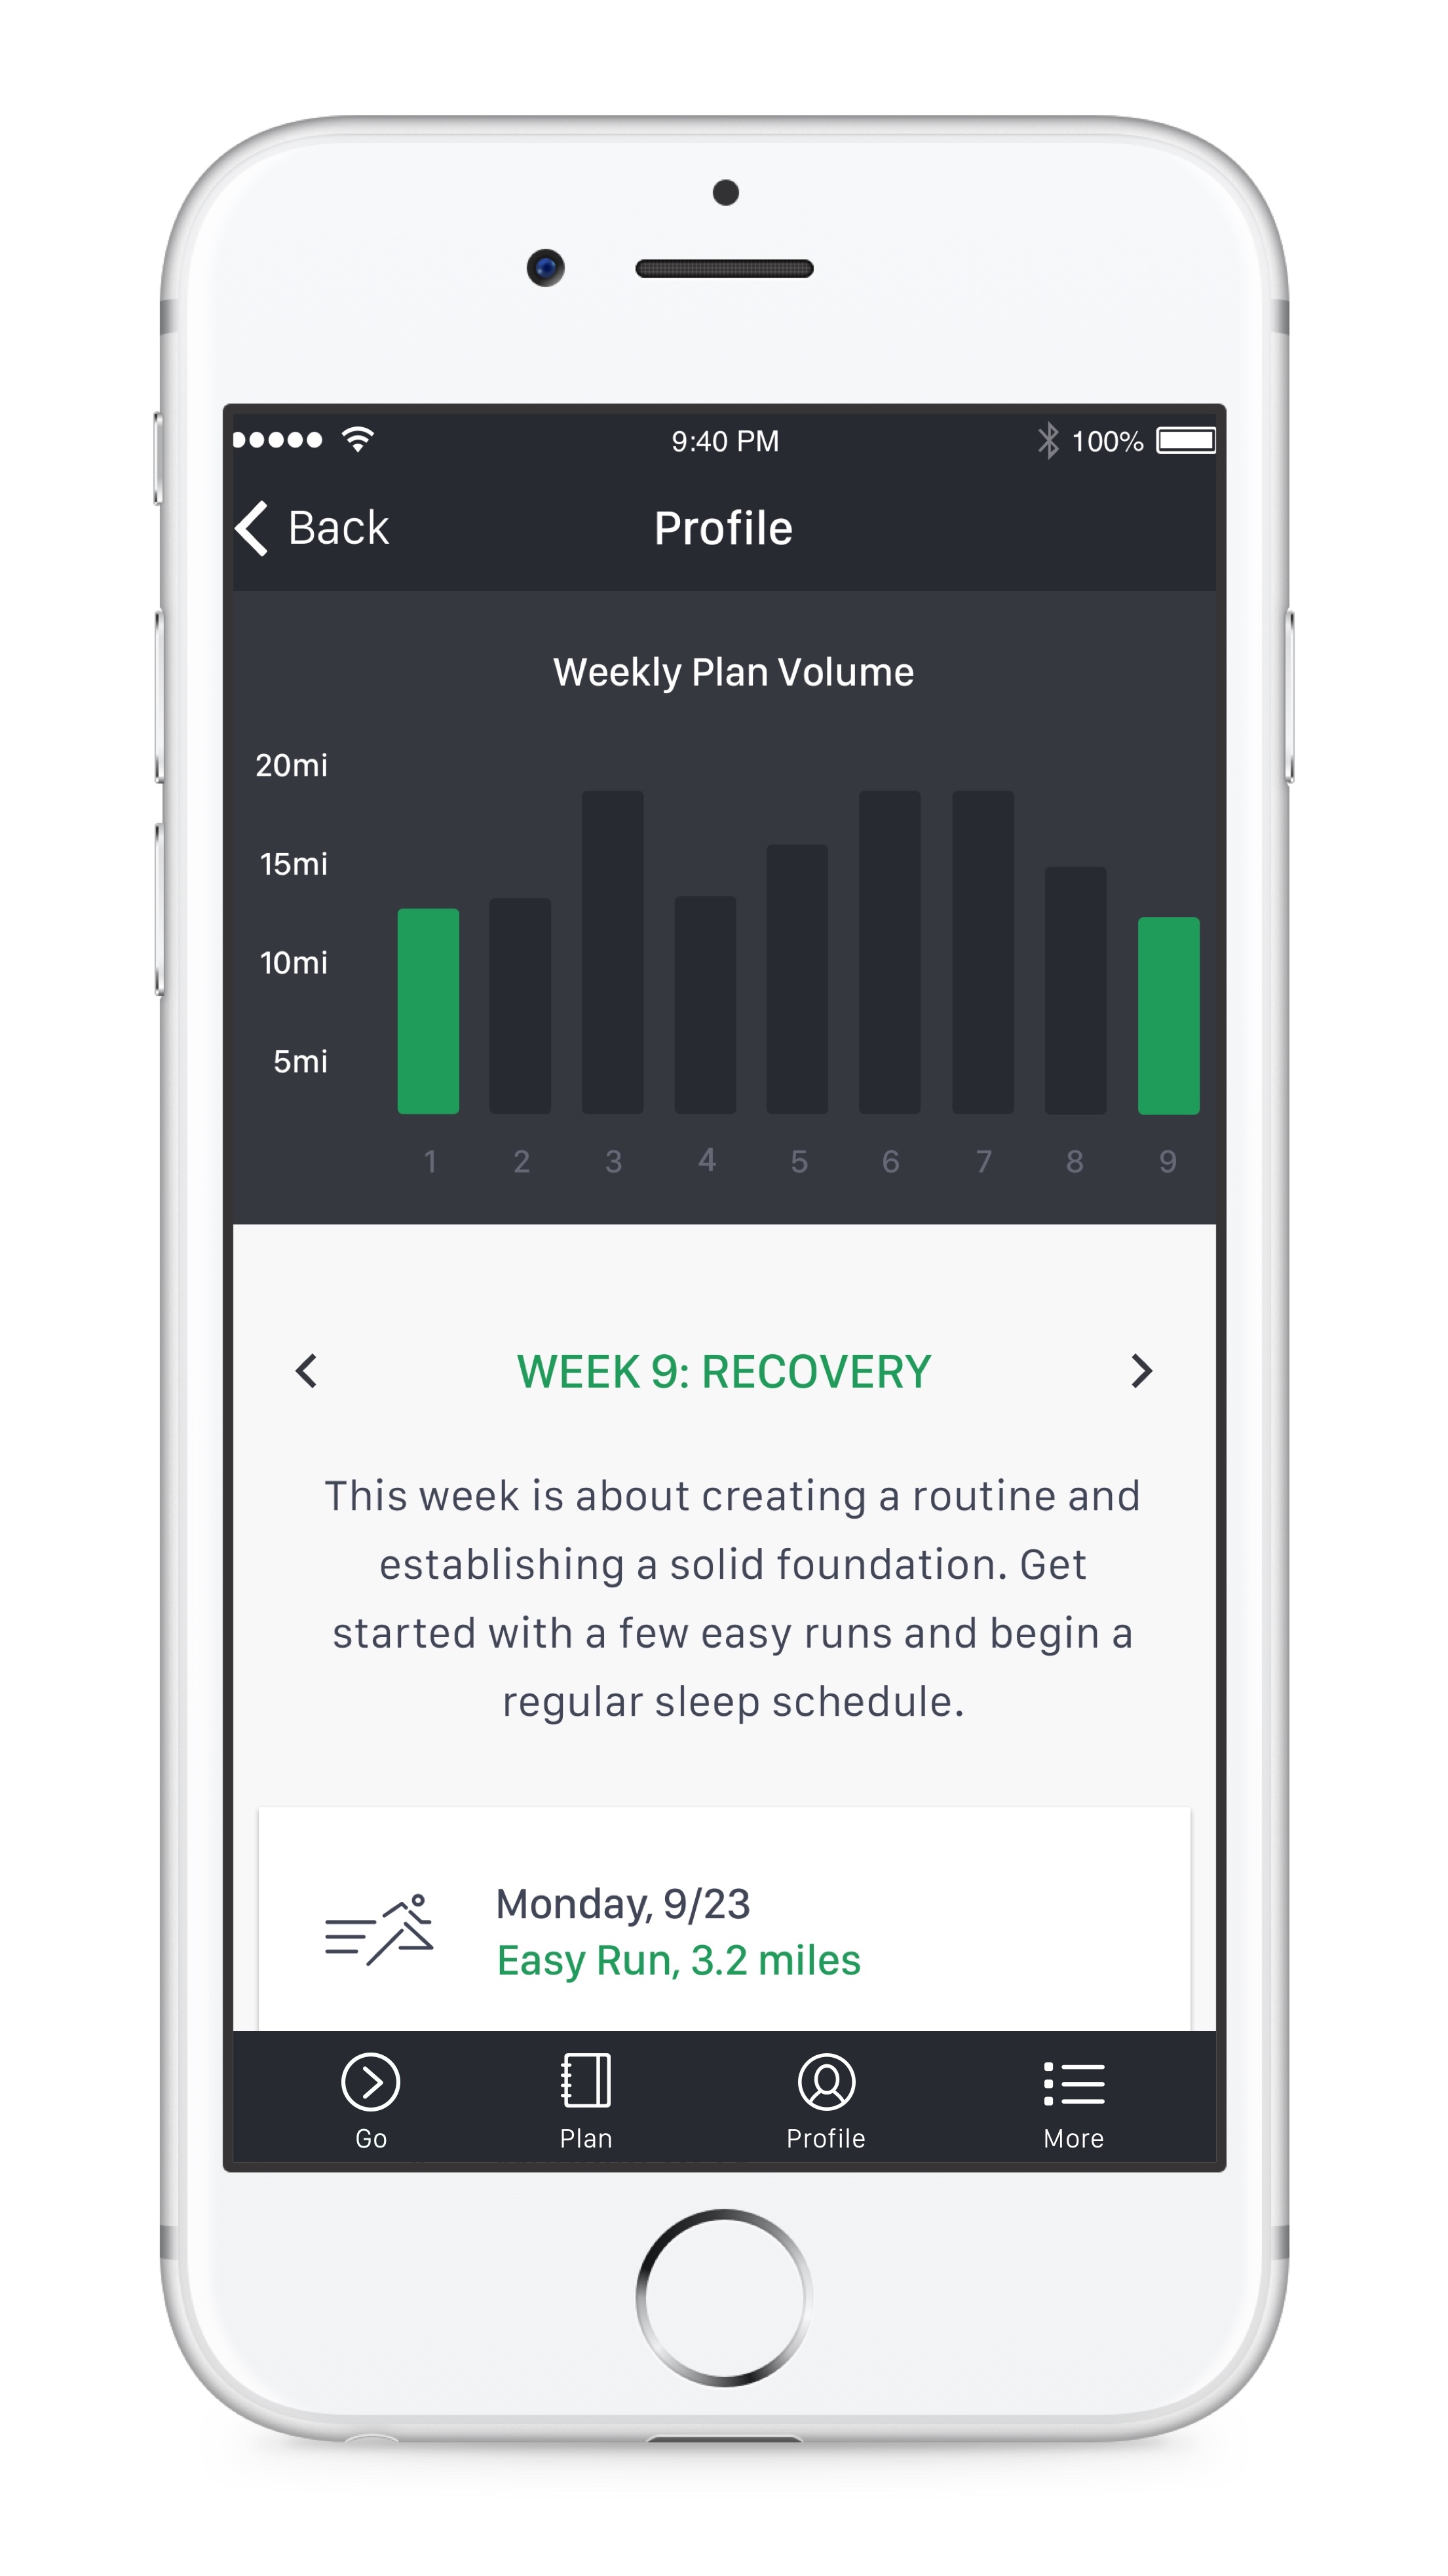 9:40 PM 100%
Back Profile
Weekly Plan Volume
20mi
15mi
10mi
5mi
1 2 3 4 5 6 7 8 9
WEEK 9: RECOVERY
This week is about creating a routine and
establishing a solid foundation. Get
started with a few easy runs and begin a
regular sleep schedule.
Monday, 9/23
Easy Run, 3.2 miles
Go Plan Profile More